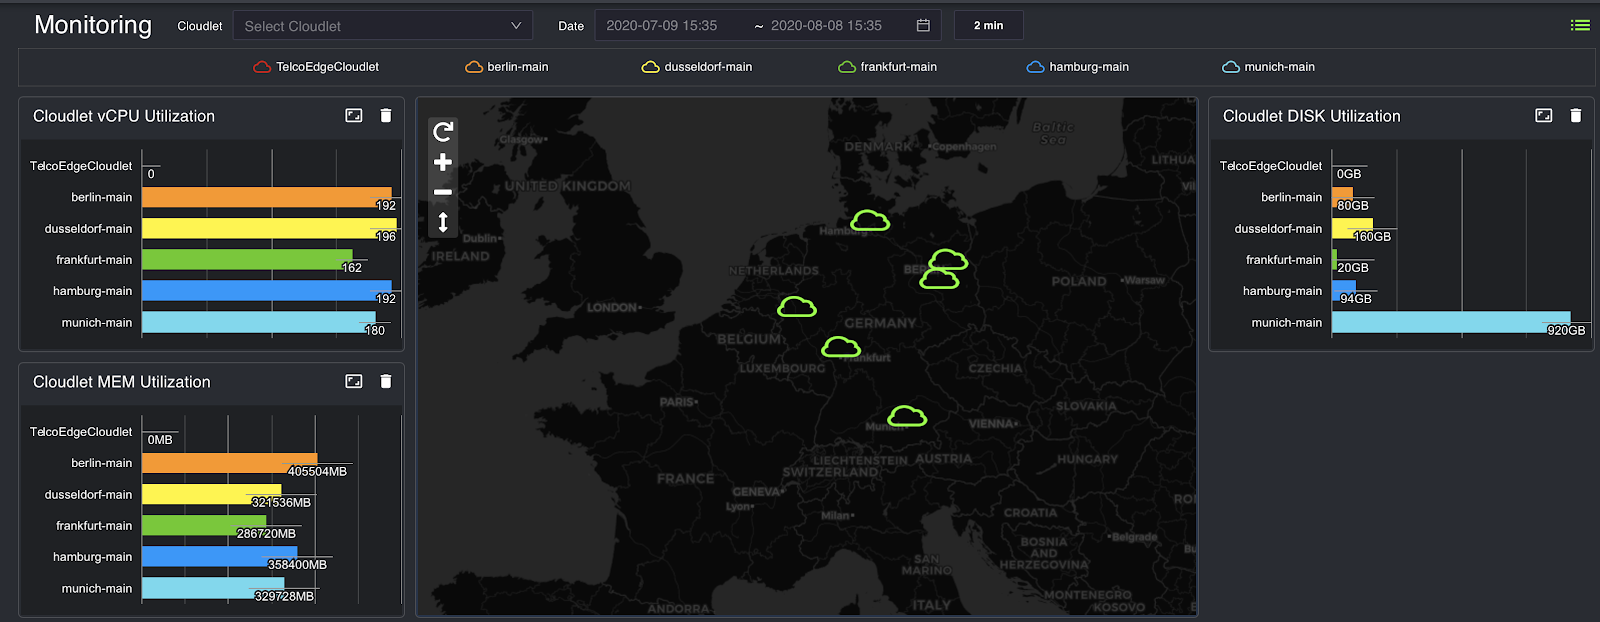 Monitoring
Cloudlet
Select Cloudlet
Date
2020-07-09 15:35 ~ 2020-08-08 15:35
2 min
TelcoEdgeCloudlet
berlin-main
dusseldorf-main
frankfurt-main
hamburg-main
munich-main
Cloudlet vCPU Utilization
TelcoEdgeCloudlet
0
berlin-main
192
dusseldorf-main
196
frankfurt-main
162
hamburg-main
192
munich-main
180
Cloudlet MEM Utilization
TelcoEdgeCloudlet
0MB
berlin-main
405504MB
dusseldorf-main
321536MB
frankfurt-main
286720MB
hamburg-main
358400MB
munich-main
329728MB
Glasgow
UNITED KINGDOM
Dublin
IRELAND
LONDON
Baltic
Sea
DENMARK
Copenhagen
LITHUA
Hamburg
NETHERLANDS
POLAND
Warsaw
GERMANY
BELGIUM
Frankfurt
LUXEMBOURG
CZECHIA
PARIS
SLOVAKIA
VIENNA
LIECHTENSTEIN
AUSTRIA
HUNGARY
SWITZERLAND
FRANCE
GENEVA
Lyon
RO
Milan
CROATIA
BOSNIA
AND
HERZEGOVINA
Belgrade
SAN
MARINO
MONTENEGRO
KOSOVO
ANDORRA
ITALY
Cloudlet DISK Utilization
TelcoEdgeCloudlet
0GB
berlin-main
80GB
dusseldorf-main
160GB
frankfurt-main
20GB
hamburg-main
94GB
munich-main
920GB